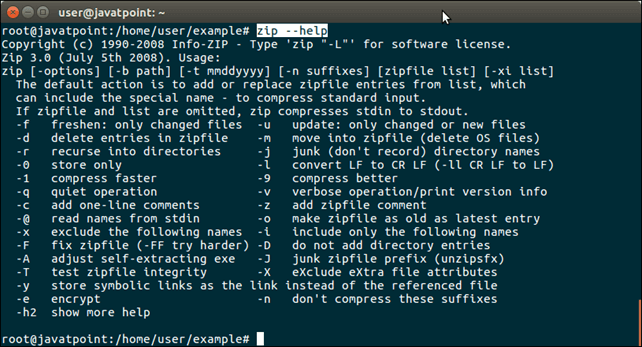 user@javatpoint: ~
root@javatpoint:/home/user/example# zip --help
Copyright (c) 1990-2008 Info-ZIP - Type 'zip "-L"' for software license.
Zip 3.0 (July 5th 2008). Usage:
zip [-options] [-b path] [-t mmddyyyy] [-n suffixes] [zipfile list] [-xi list]
  The default action is to add or replace zipfile entries from list, which
  can include the special name - to compress standard input.
  If zipfile and list are omitted, zip compresses stdin to stdout.
  -f   freshen: only changed files  -u   update: only changed or new files
  -d   delete entries in zipfile    -m   move into zipfile (delete OS files)
  -r   recurse into directories     -j   junk (don't record) directory names
  -0   store only                   -l   convert LF to CR LF (-ll CR LF to LF)
  -1   compress faster              -9   compress better
  -q   quiet operation              -v   verbose operation/print version info
  -c   add one-line comments        -z   add zipfile comment
  -@   read names from stdin        -o   make zipfile as old as latest entry
  -x   exclude the following names  -i   include only the following names
  -F   fix zipfile (-FF try harder) -D   do not add directory entries
  -A   adjust self-extracting exe   -J   junk zipfile prefix (unzipsfx)
  -T   test zipfile integrity       -X   eXclude eXtra file attributes
  -y   store symbolic links as the link instead of the referenced file
  -e   encrypt                      -n   don't compress these suffixes
  -h2  show more help
root@javatpoint:/home/user/example#